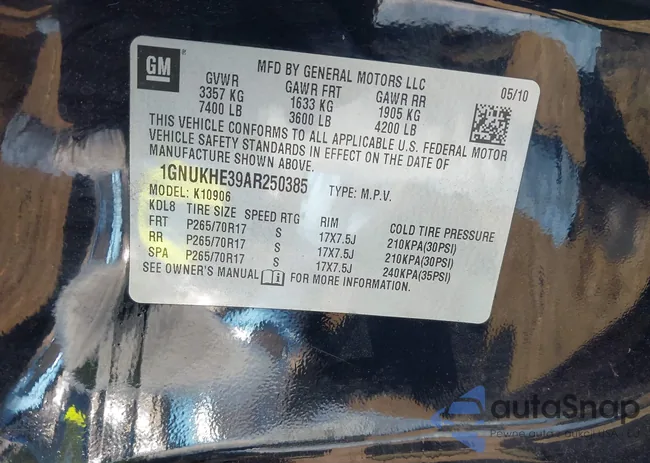 GM
MFD BY GENERAL MOTORS LLC
05/10
GVWR GAWR FRT GAWR RR
3357 KG 1633 KG 1905 KG
7400 LB 3600 LB 4200 LB
THIS VEHICLE CONFORMS TO ALL APPLICABLE U.S. FEDERAL MOTOR
VEHICLE SAFETY STANDARDS IN EFFECT ON THE DATE OF
MANUFACTURE SHOWN ABOVE.
1GNUKHE39AR250385 TYPE: M.P.V.
MODEL: K10906
KDL8 TIRE SIZE SPEED RTG RIM COLD TIRE PRESSURE
FRT P265/70R17 S 17X7.5J 210KPA(30PSI)
RR P265/70R17 S 17X7.5J 210KPA(30PSI)
SPA P265/70R17 S 17X7.5J 240KPA(35PSI)
SEE OWNER'S MANUAL FOR MORE INFORMATION.
autoSnap